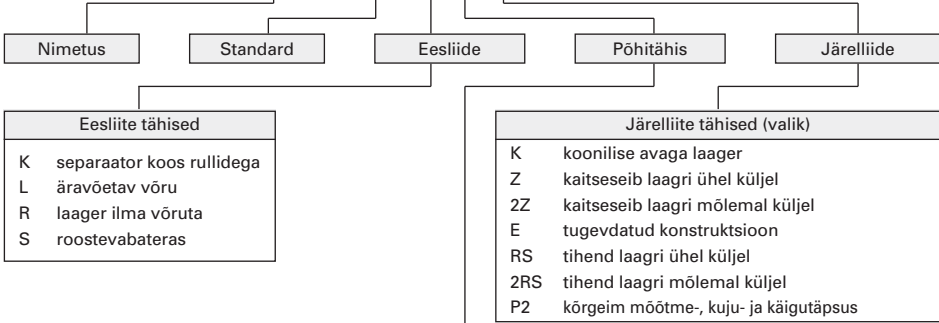 Nimetus
Standard
Eesliide
Põhitähis
Järelliide
Eesliite tähised
K separaator koos rullidega
L äravõetav võru
R laager ilma võruta
S roostevabateras
Järelliite tähised (valik)
K koonilise avaga laager
Z kaitseseib laagri ühel küljel
2Z kaitseseib laagri mõlemal küljel
E tugevdatud konstruktsioon
RS tihend laagri ühel küljel
2RS tihend laagri mõlemal küljel
P2 kõrgeim mõõtme-, kuju- ja käigutäpsus